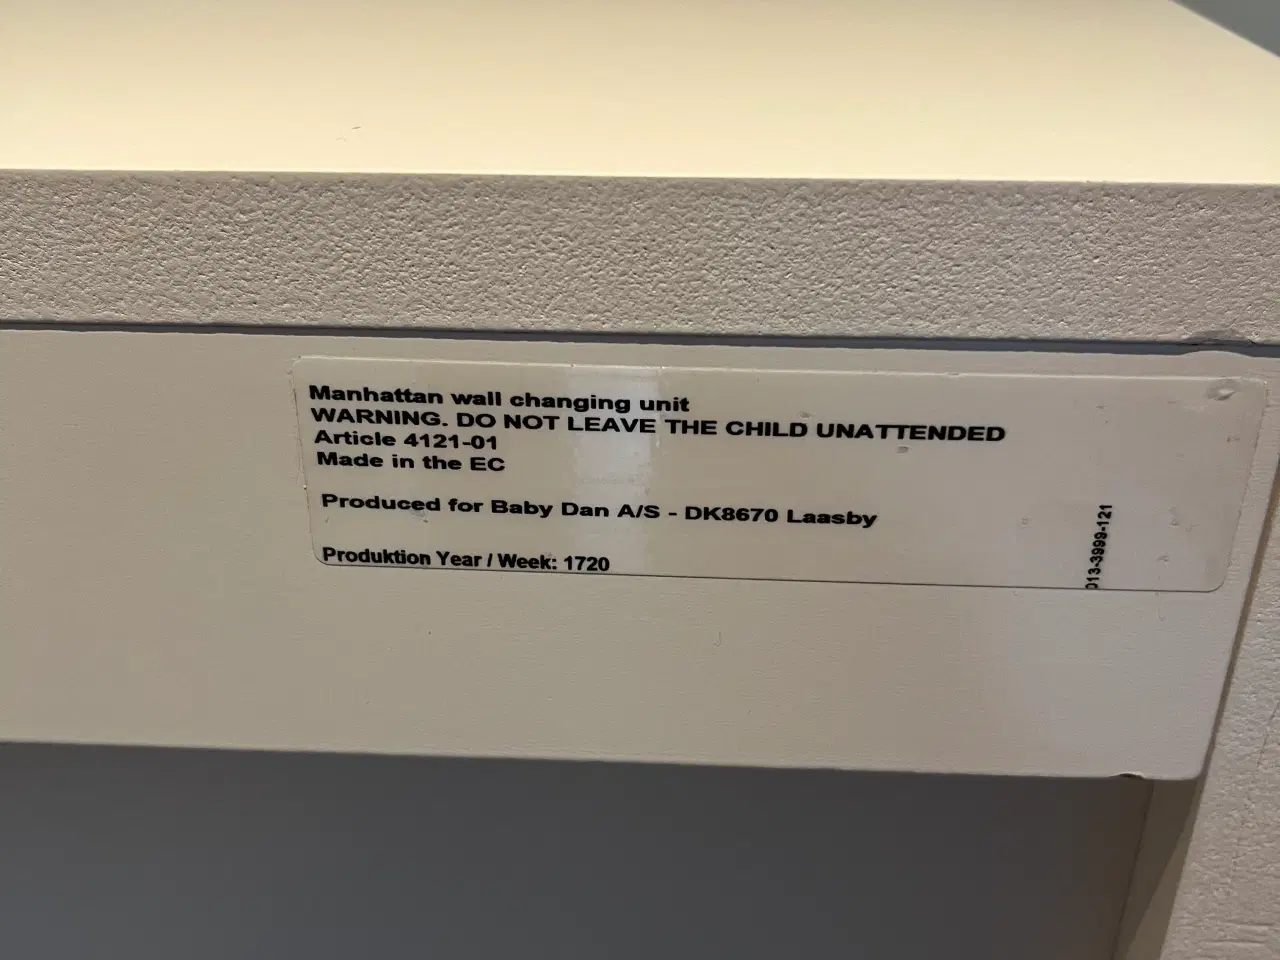 Manhattan wall changing unit
WARNING. DO NOT LEAVE THE CHILD UNATTENDED
Article 4121-01
Made in the EC
Produced for Baby Dan A/S - DK8670 Laasby
Produktion Year / Week: 1720
013-3999-121